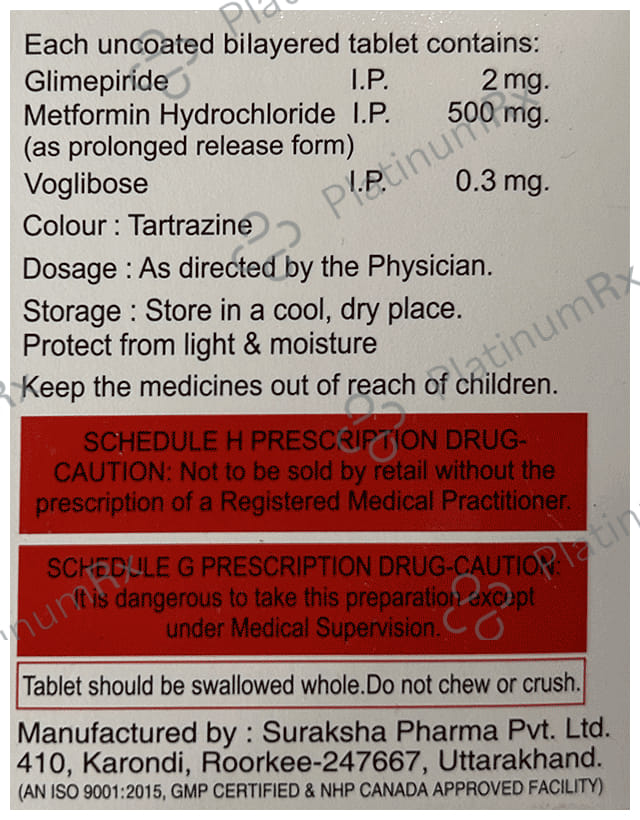 Each uncoated bilayered tablet contains:
Glimepiride I.P. 2 mg.
Metformin Hydrochloride I.P. 500 mg.
(as prolonged release form)
Voglibose I.P. 0.3 mg.
Colour : Tartrazine
Dosage : As directed by the Physician.
Storage : Store in a cool, dry place.
Protect from light & moisture
Keep the medicines out of reach of children.
SCHEDULE H PRESCRIPTION DRUG-
CAUTION: Not to be sold by retail without the
prescription of a Registered Medical Practitioner.
SCHEDULE G PRESCRIPTION DRUG-CAUTION:
It is dangerous to take this preparation except
under Medical Supervision.
Tablet should be swallowed whole.Do not chew or crush.
Manufactured by : Suraksha Pharma Pvt. Ltd.
410, Karondi, Roorkee-247667, Uttarakhand.
(AN ISO 9001:2015, GMP CERTIFIED & NHP CANADA APPROVED FACILITY)
PlatinumRx
PlatinumRx
PlatinumRx
PlatinumRx